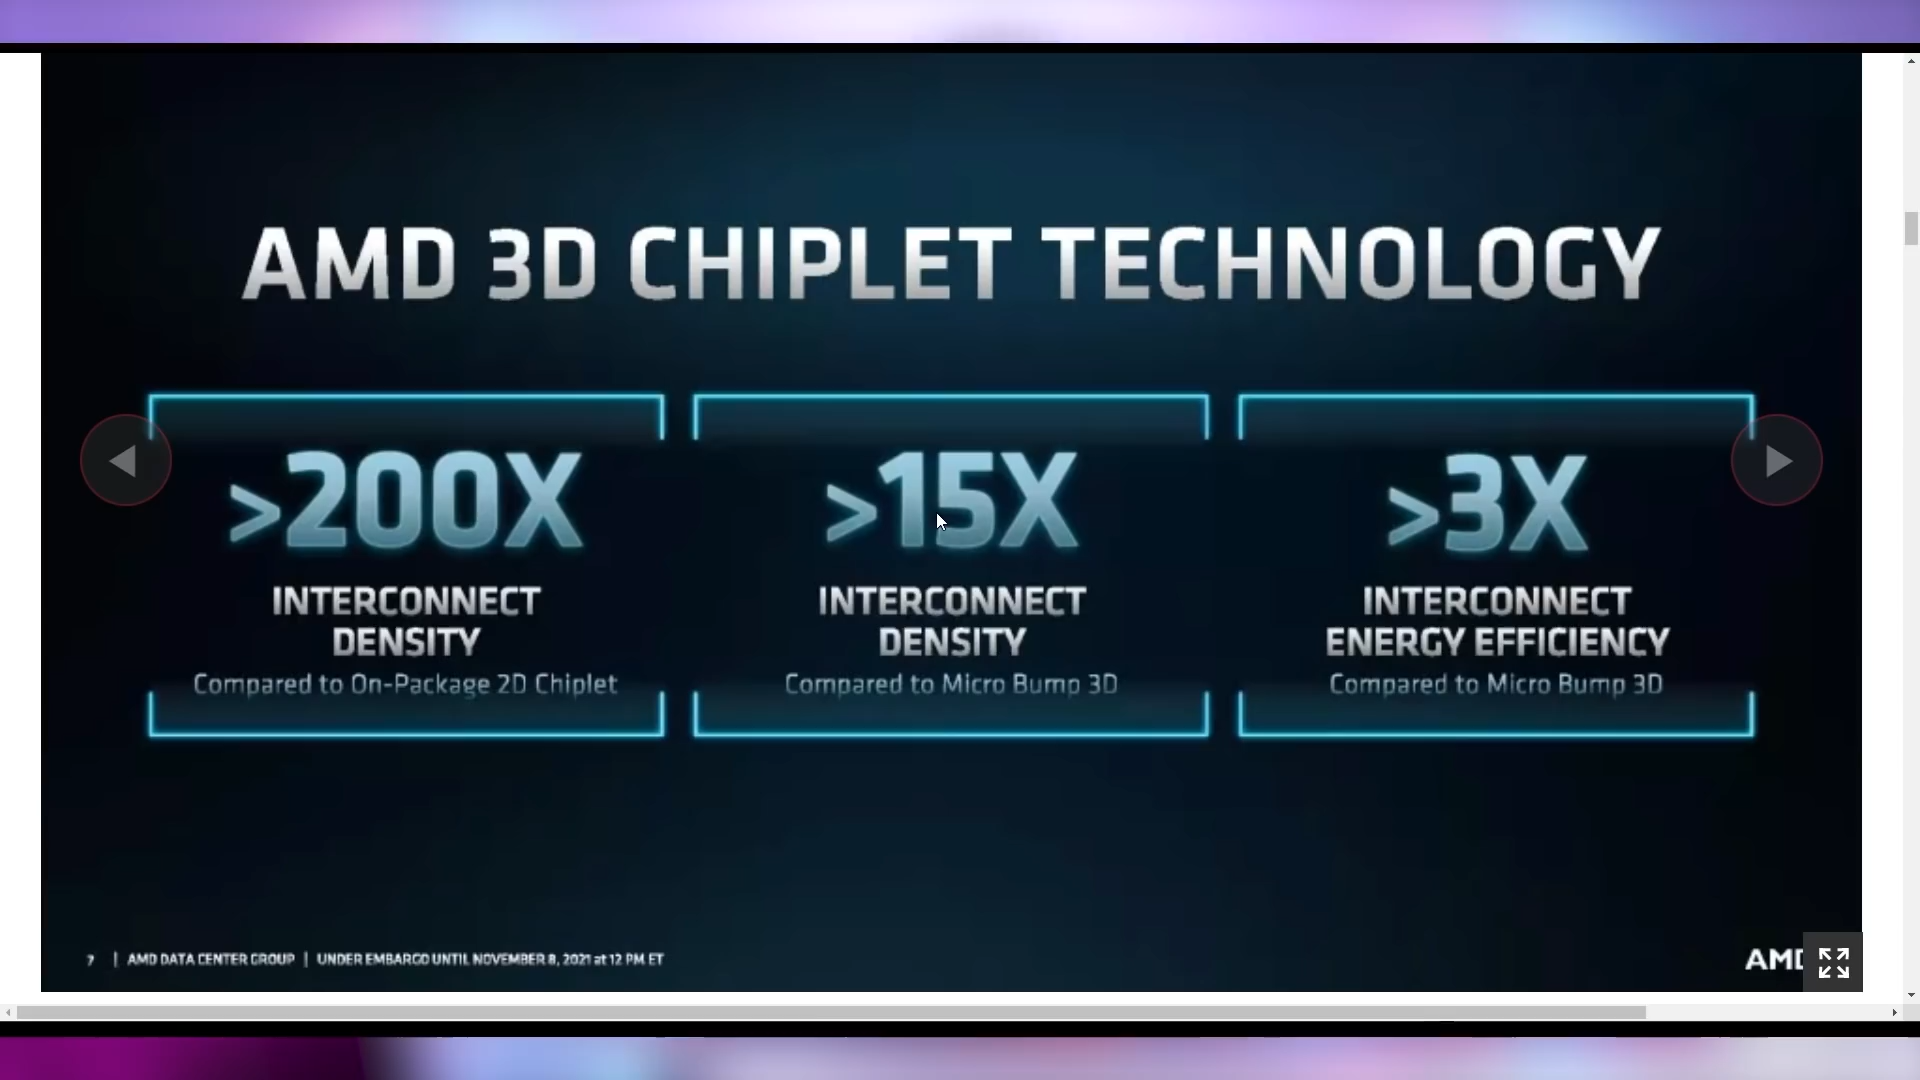 AMD 3D CHIPLET TECHNOLOGY
>200X
INTERCONNECT
DENSITY
Compared to On-Package 2D Chiplet
>15X
INTERCONNECT
DENSITY
Compared to Micro Bump 3D
>3X
INTERCONNECT
ENERGY EFFICIENCY
Compared to Micro Bump 3D
7 | AMD DATA CENTER GROUP | UNDER EMBARGO UNTIL NOVEMBER 8, 2021 at 12 PM ET
AMD